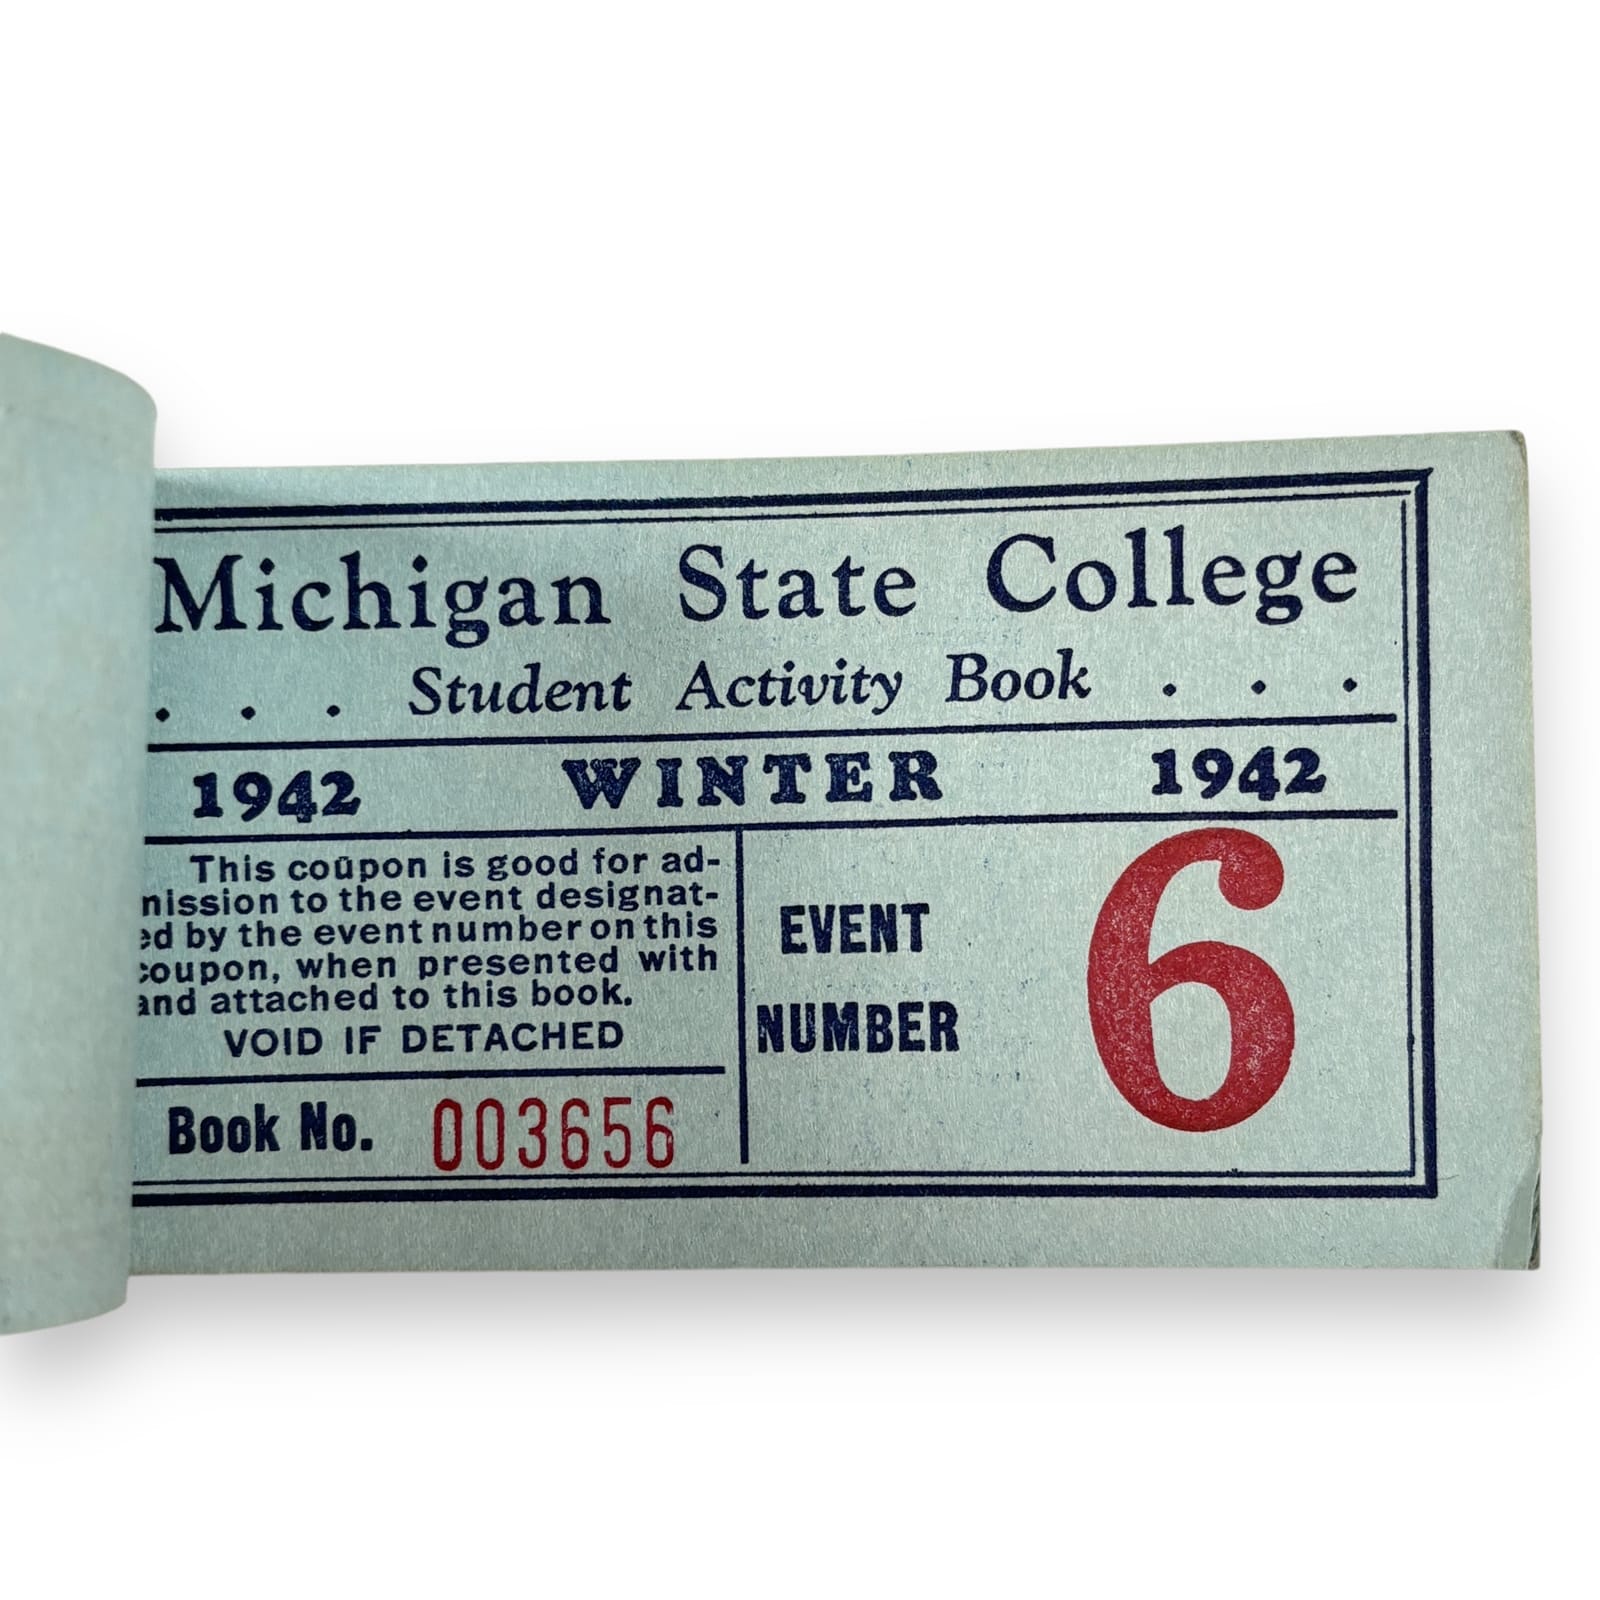 Michigan State College
. . . Student Activity Book . . .
1942 WINTER 1942
This coupon is good for ad-
nission to the event designat-
ed by the event number on this
coupon, when presented with
and attached to this book.
VOID IF DETACHED
Book No. 003656
EVENT
NUMBER
6